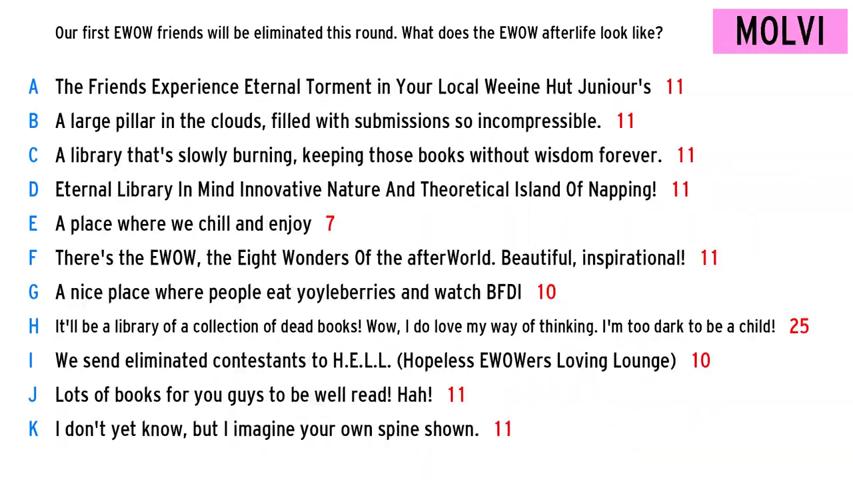 Our first EWOW friends will be eliminated this round. What does the EWOW afterlife look like?
MOLVI
A The Friends Experience Eternal Torment in Your Local Weeine Hut Juniour's 11
B A large pillar in the clouds, filled with submissions so incompressible. 11
C A library that's slowly burning, keeping those books without wisdom forever. 11
D Eternal Library In Mind Innovative Nature And Theoretical Island Of Napping! 11
E A place where we chill and enjoy 7
F There's the EWOW, the Eight Wonders Of the afterWorld. Beautiful, inspirational! 11
G A nice place where people eat yoyleberries and watch BFDI 10
H It'll be a library of a collection of dead books! Wow, I do love my way of thinking. I'm too dark to be a child! 25
I We send eliminated contestants to H.E.L.L. (Hopeless EWOWers Loving Lounge) 10
J Lots of books for you guys to be well read! Hah! 11
K I don't yet know, but I imagine your own spine shown. 11